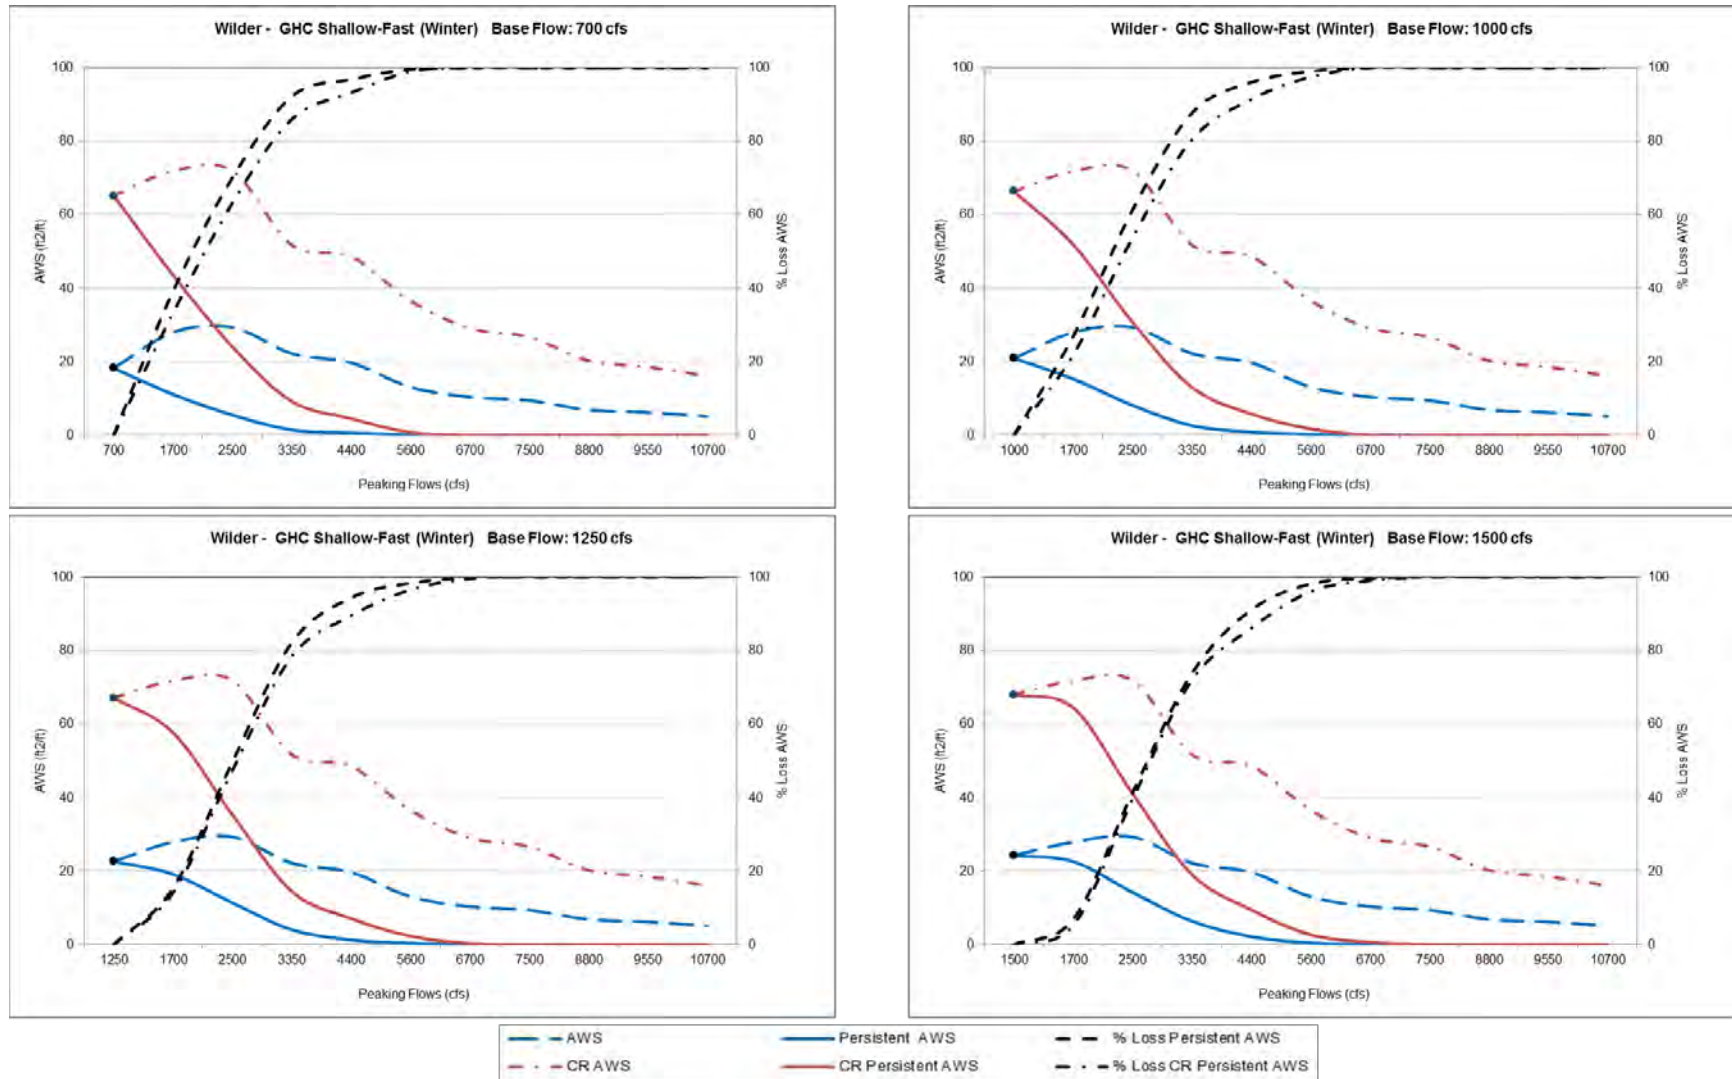 Wilder - GHC Shallow-Fast (Winter) Base Flow: 700 cfs
100
80
60
40
20
0
AWS (ft2/ft)
100
80
60
40
20
0
% Loss AWS
700 1700 2500 3350 4400 5600 6700 7500 8800 9550 10700
Peaking Flows (cfs)
Wilder - GHC Shallow-Fast (Winter) Base Flow: 1000 cfs
100
80
60
40
20
0
AWS (ft2/ft)
100
80
60
40
20
0
% Loss AWS
1000 1700 2500 3350 4400 5600 6700 7500 8800 9550 10700
Peaking Flows (cfs)
Wilder - GHC Shallow-Fast (Winter) Base Flow: 1250 cfs
100
80
60
40
20
0
AWS (ft2/ft)
100
80
60
40
20
0
% Loss AWS
1250 1700 2500 3350 4400 5600 6700 7500 8800 9550 10700
Peaking Flows (cfs)
Wilder - GHC Shallow-Fast (Winter) Base Flow: 1500 cfs
100
80
60
40
20
0
AWS (ft2/ft)
100
80
60
40
20
0
% Loss AWS
1500 1700 2500 3350 4400 5600 6700 7500 8800 9550 10700
Peaking Flows (cfs)
AWS Persistent AWS % Loss Persistent AWS
CR AWS CR Persistent AWS % Loss CR Persistent AWS